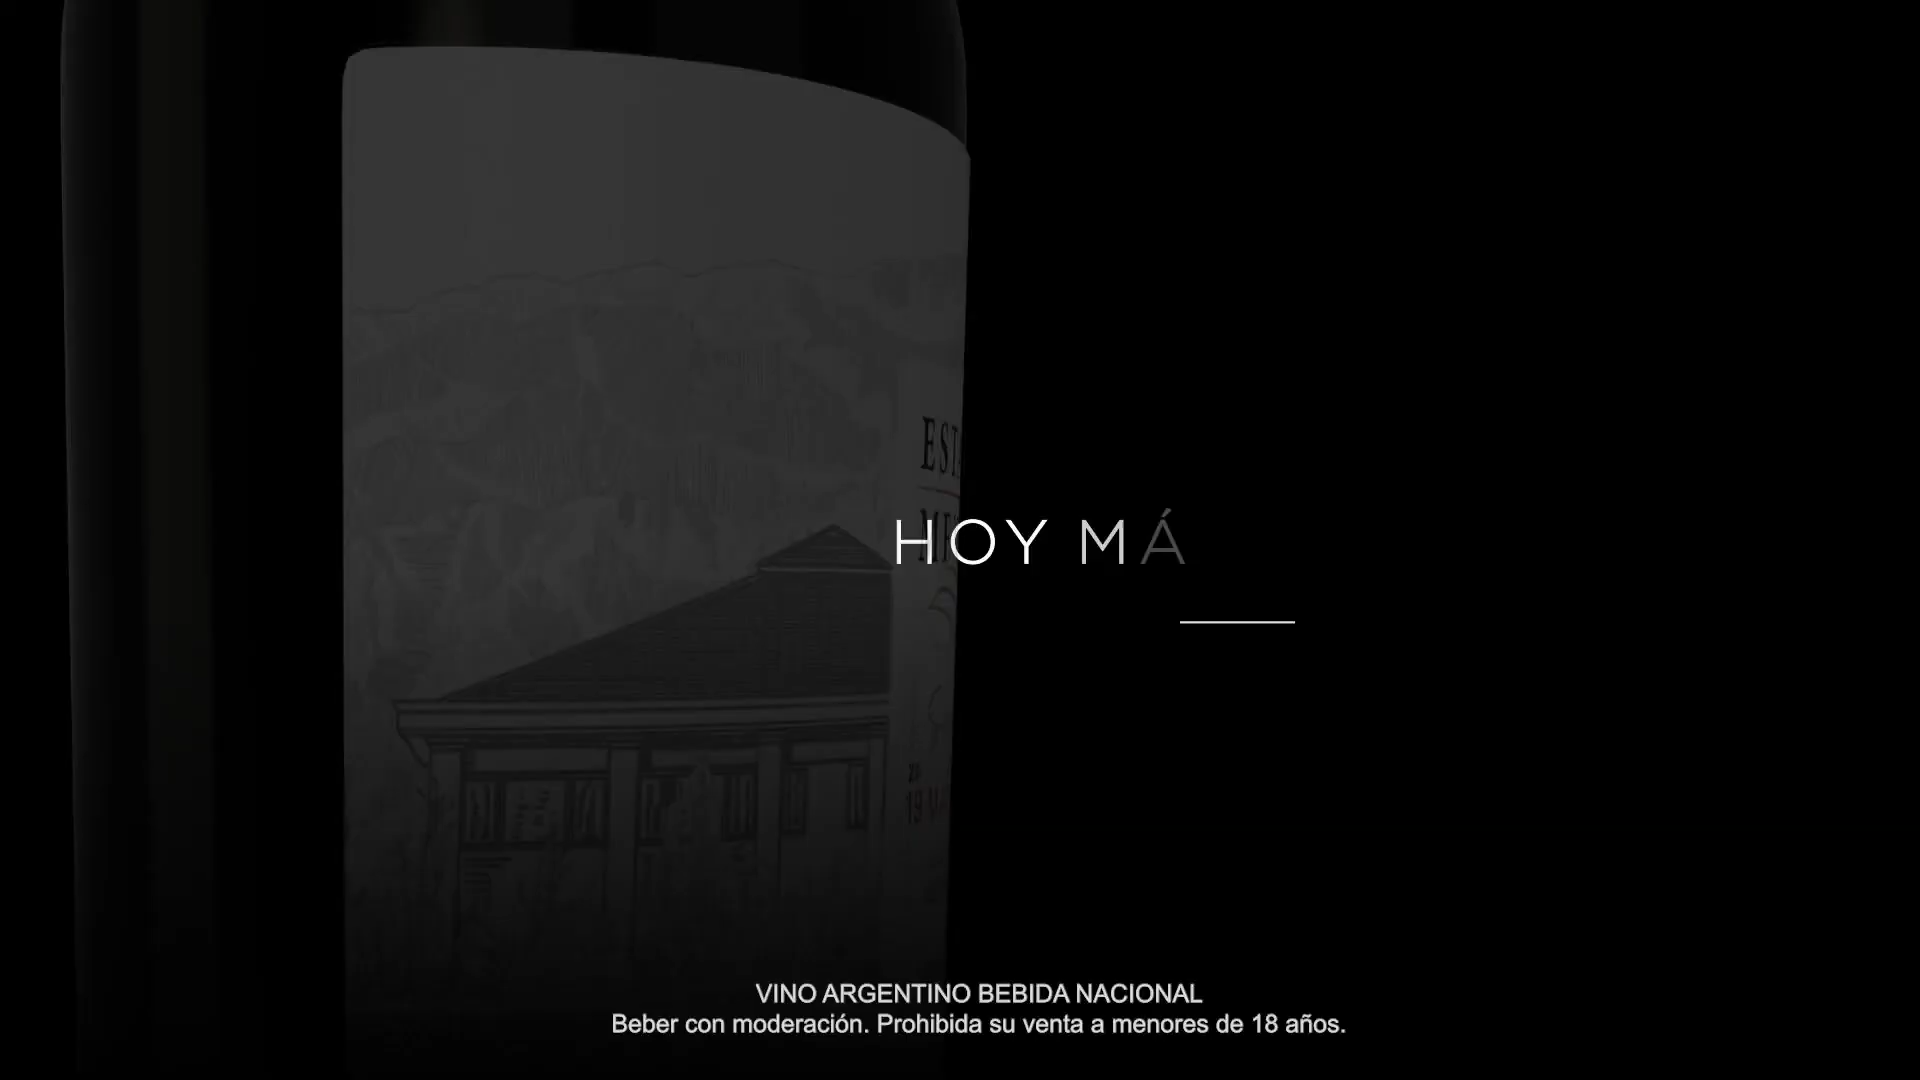 HOY MÁ
VINO ARGENTINO BEBIDA NACIONAL
Beber con moderación. Prohibida su venta a menores de 18 años.